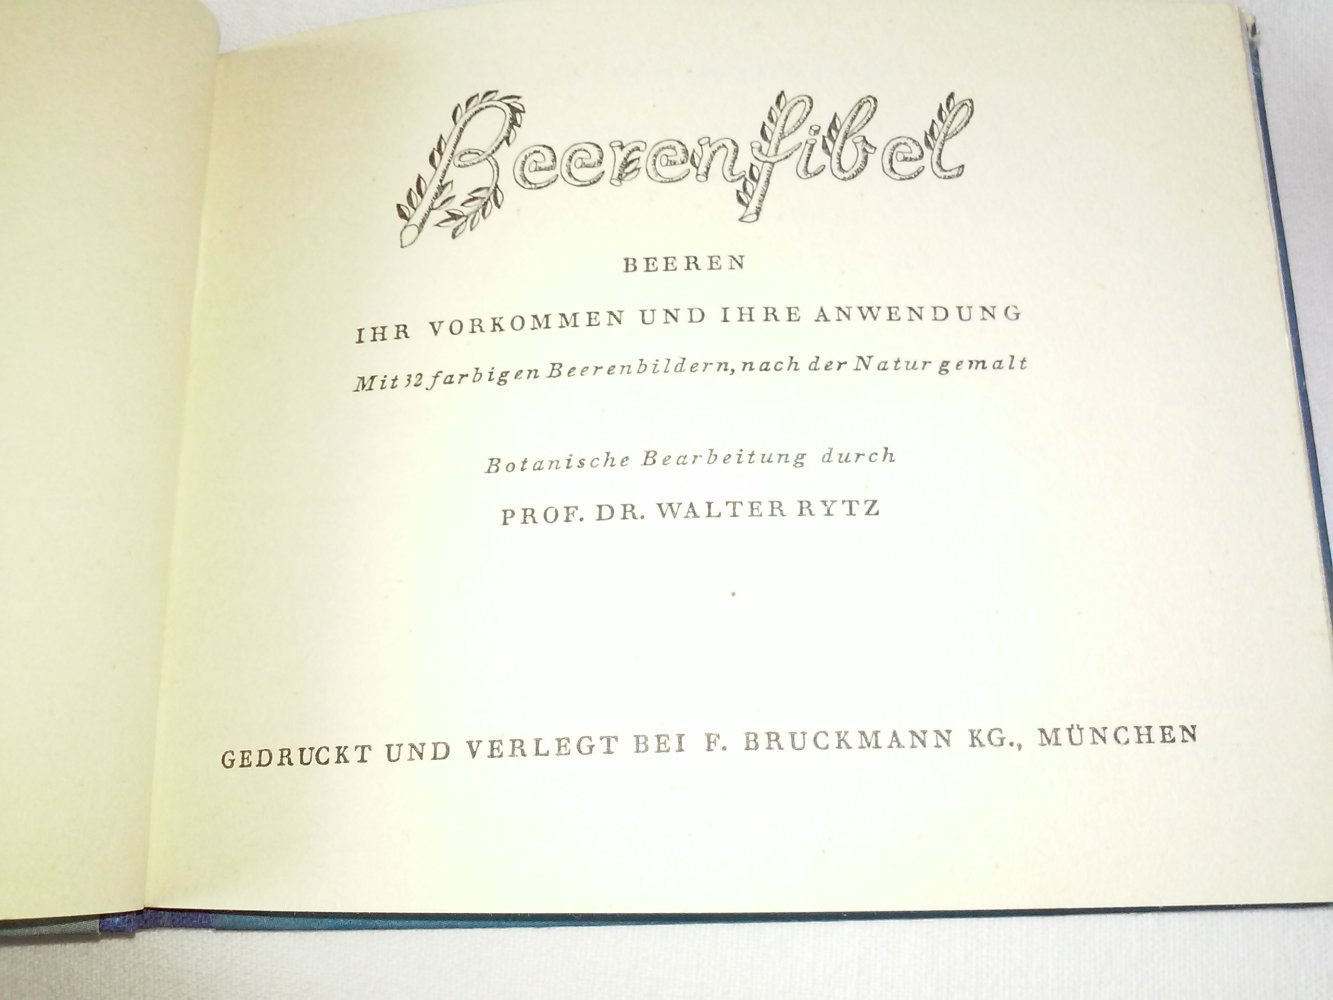 Beerenfibel
BEEREN
IHR VORKOMMEN UND IHRE ANWENDUNG
Mit 32 farbigen Beerenbildern, nach der Natur gemalt
Botanische Bearbeitung durch
PROF. DR. WALTER RYTZ
GEDRUCKT UND VERLEGT BEI F. BRUCKMANN KG., MÜNCHEN